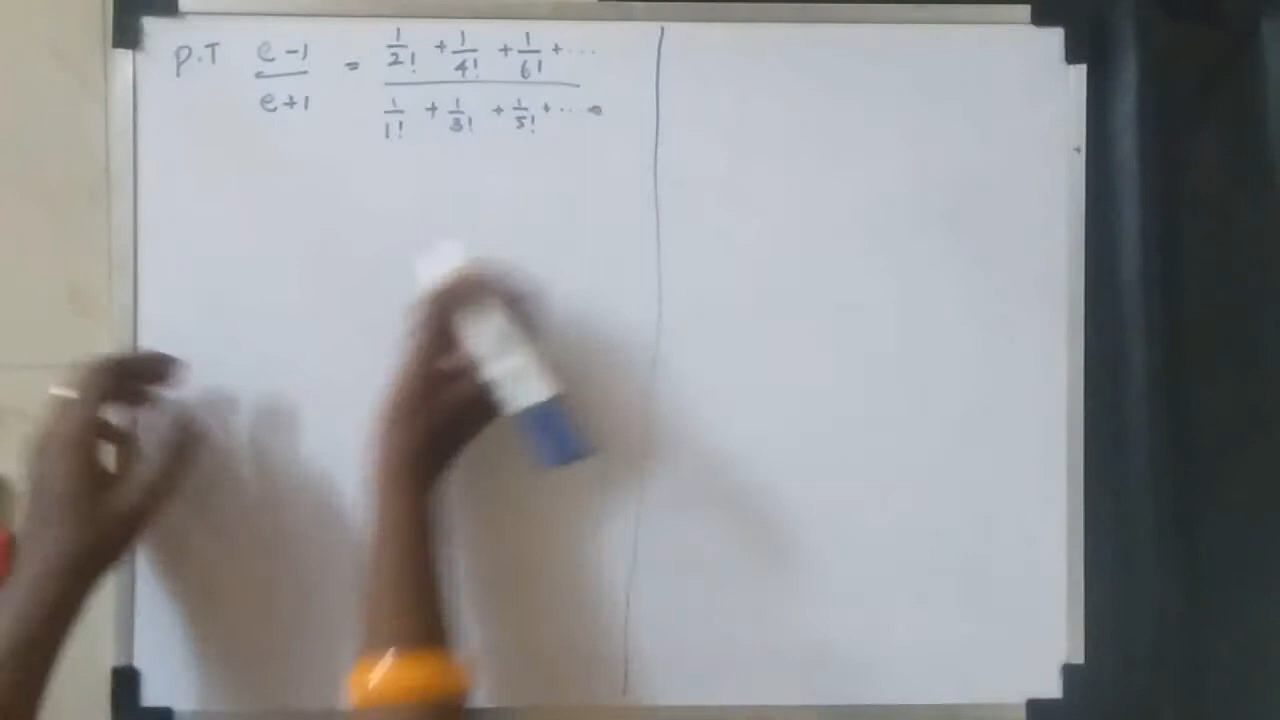 P.T e-1/e+1 = 1/2! + 1/4! + 1/6! + ... / 1/1! + 1/3! + 1/5! + ...